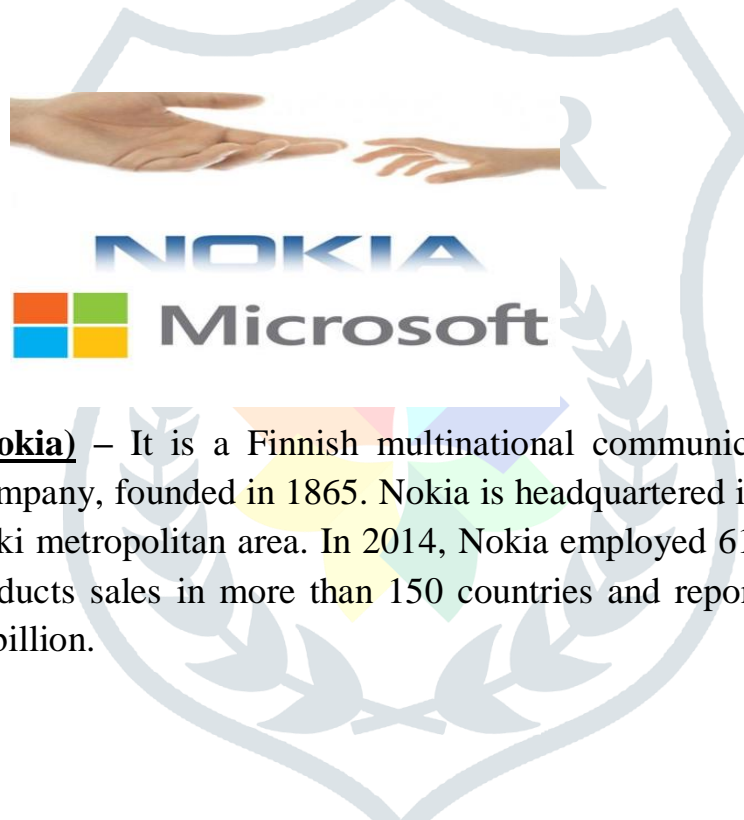 R
NOKIA
Microsoft
okia) – It is a Finnish multinational communic
ompany, founded in 1865. Nokia is headquartered i
ki metropolitan area. In 2014, Nokia employed 61
ducts sales in more than 150 countries and repor
billion.